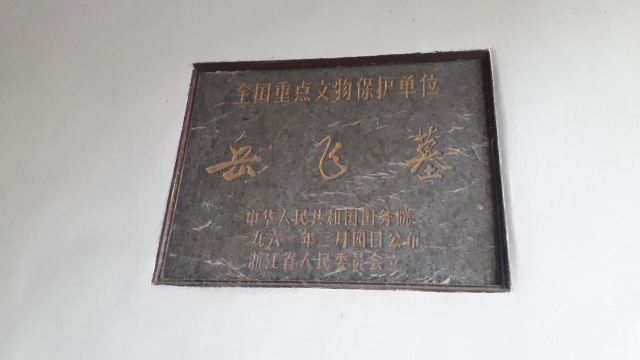 全国重点文物保护单位
岳飞墓
中华人民共和国国务院
一九六一年三月四日公布
浙江省人民委员会立